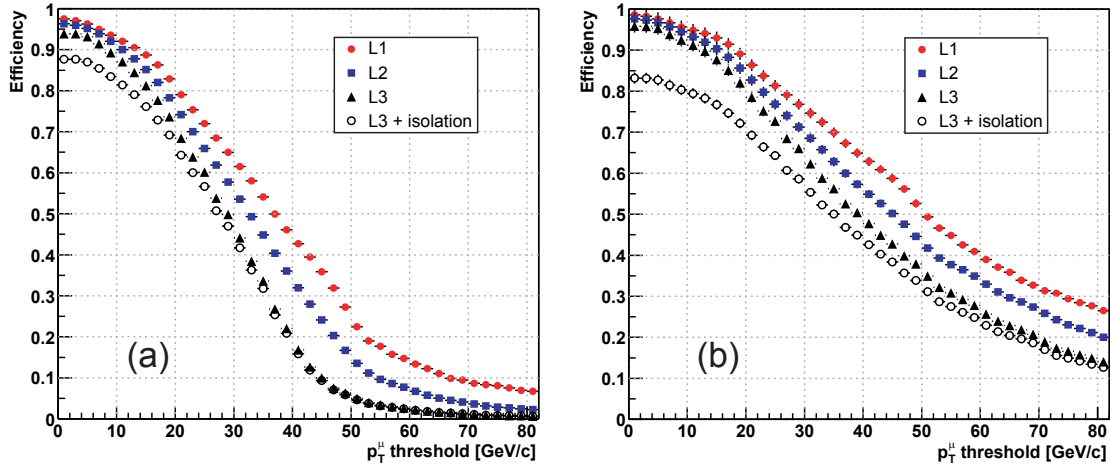 Efficiency
1
0.9
0.8
0.7
0.6
0.5
0.4
0.3
0.2
0.1
0
L1
L2
L3
L3 + isolation
(a)
0 10 20 30 40 50 60 70 80
p_T^μ threshold [GeV/c]
Efficiency
1
0.9
0.8
0.7
0.6
0.5
0.4
0.3
0.2
0.1
0
L1
L2
L3
L3 + isolation
(b)
0 10 20 30 40 50 60 70 80
p_T^μ threshold [GeV/c]